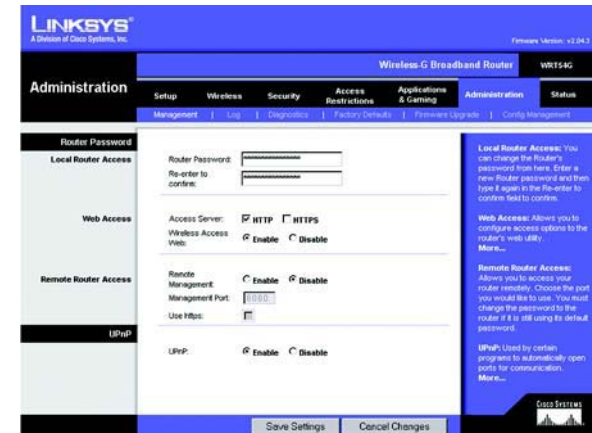 LINKSYS®
A Division of Cisco Systems, Inc.
Firmware Version: v2.04.3
Wireless-G Broadband Router WRT54G
Administration
Setup Wireless Security Access Restrictions Applications & Gaming Administration Status
Management | Log | Diagnostics | Factory Defaults | Firmware Upgrade | Config Management
Router Password
Local Router Access
Router Password:
Re-enter to
confirm:
Web Access
Access Server: HTTP HTTPS
Wireless Access
Web: Enable Disable
Remote Router Access
Remote
Management: Enable Disable
Management Port: 8080
Use https:
UPnP
UPnP: Enable Disable
Local Router Access: You
can change the Router's
password from here. Enter a
new Router password and then
type it again in the Re-enter to
confirm field to confirm.
Web Access: Allows you to
configure access options to the
router's web utility.
More...
Remote Router Access:
Allows you to access your
router remotely. Choose the port
you would like to use. You must
change the password to the
router if it is still using its default
password.
UPnP: Used by certain
programs to automatically open
ports for communication.
More...
Save Settings Cancel Changes
CISCO SYSTEMS